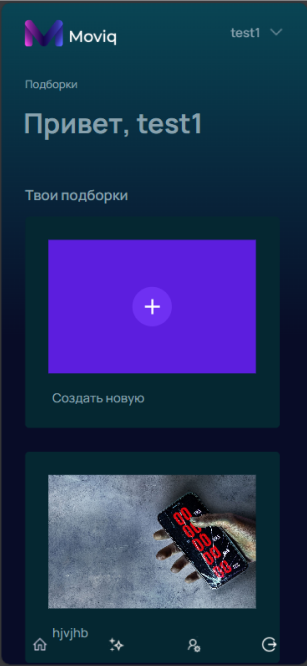 Moviq
test1
Подборки
Привет, test1
Твои подборки
Создать новую
hjvjhb